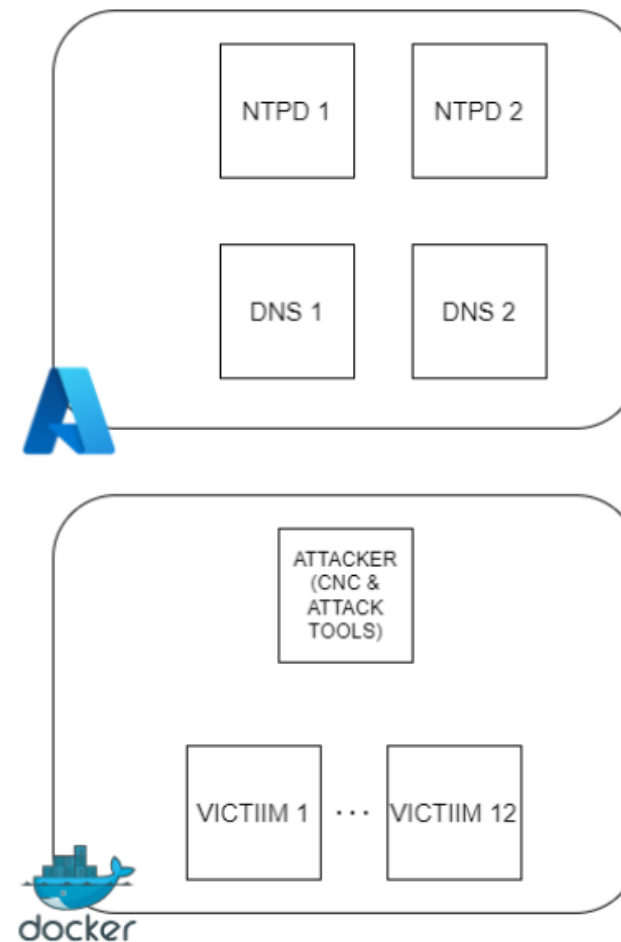 NTPD 1
NTPD 2
DNS 1
DNS 2
ATTACKER
(CNC &
ATTACK
TOOLS)
VICTIIM 1
...
VICTIIM 12
docker